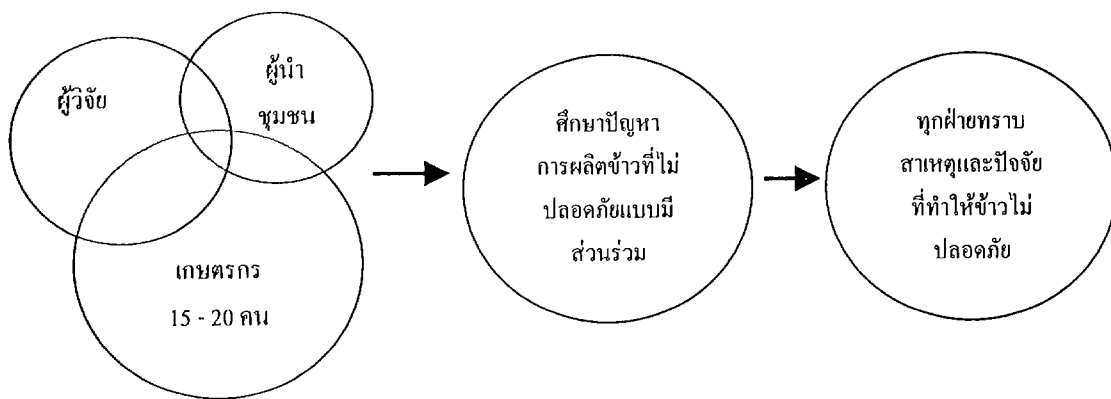 ผู้วิจัย
ผู้นำ
ชุมชน
เกษตรกร
15 - 20 คน
ศึกษาปัญหา
การผลิตข้าวที่ไม่
ปลอดภัยแบบมี
ส่วนร่วม
ทุกฝ่ายทราบ
สาเหตุและปัจจัย
ที่ทำให้ข้าวไม่
ปลอดภัย